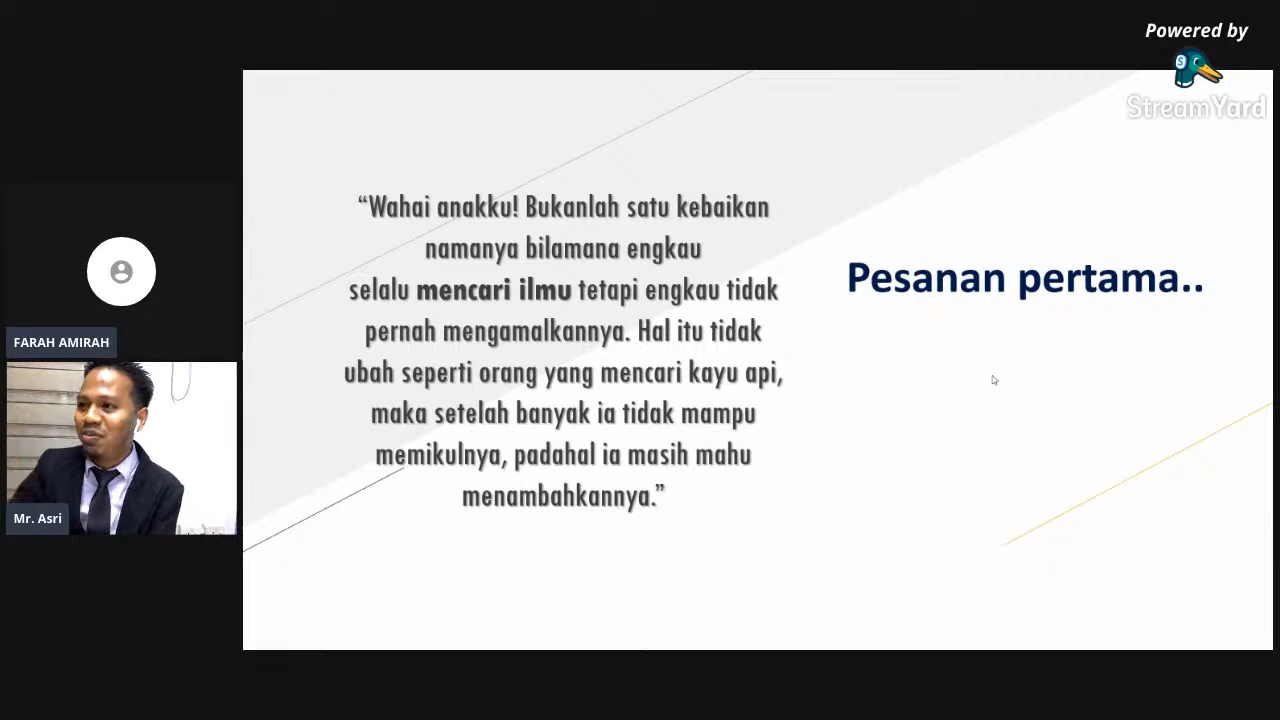 Powered by
StreamYard
“Wahai anakku! Bukanlah satu kebaikan
namanya bilamana engkau
selalu mencari ilmu tetapi engkau tidak
pernah mengamalkannya. Hal itu tidak
ubah seperti orang yang mencari kayu api,
maka setelah banyak ia tidak mampu
memikulnya, padahal ia masih mahu
menambahkannya.”
Pesanan pertama..
FARAH AMIRAH
Mr. Asri